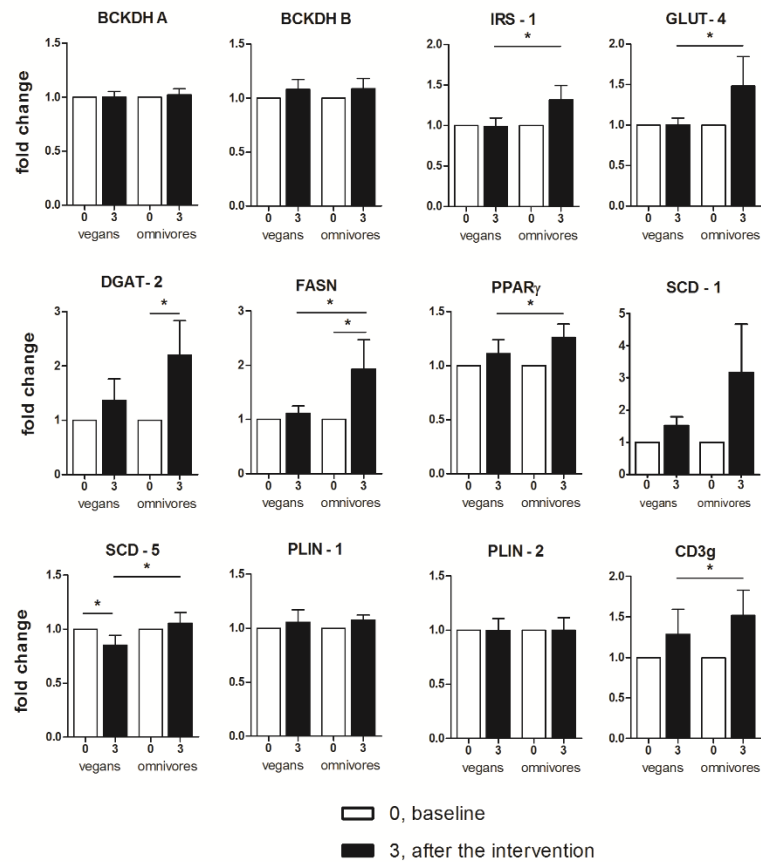 BCKDH A
BCKDH B
IRS - 1
GLUT - 4
fold change
1.5
1.0
0.5
0.0
0 3 0 3
vegans omnivores
1.5
1.0
0.5
0.0
0 3 0 3
vegans omnivores
2.0
1.5
1.0
0.5
0.0
*
0 3 0 3
vegans omnivores
2.0
1.5
1.0
0.5
0.0
*
0 3 0 3
vegans omnivores
DGAT - 2
FASN
PPARγ
SCD - 1
fold change
3
2
1
0
*
0 3 0 3
vegans omnivores
3
2
1
0
*
*
0 3 0 3
vegans omnivores
1.5
1.0
0.5
0.0
*
0 3 0 3
vegans omnivores
5
4
3
2
1
0
0 3 0 3
vegans omnivores
SCD - 5
PLIN - 1
PLIN - 2
CD3g
fold change
1.5
1.0
0.5
0.0
*
*
0 3 0 3
vegans omnivores
1.5
1.0
0.5
0.0
0 3 0 3
vegans omnivores
1.5
1.0
0.5
0.0
0 3 0 3
vegans omnivores
2.0
1.5
1.0
0.5
0.0
*
0 3 0 3
vegans omnivores
0, baseline
3, after the intervention